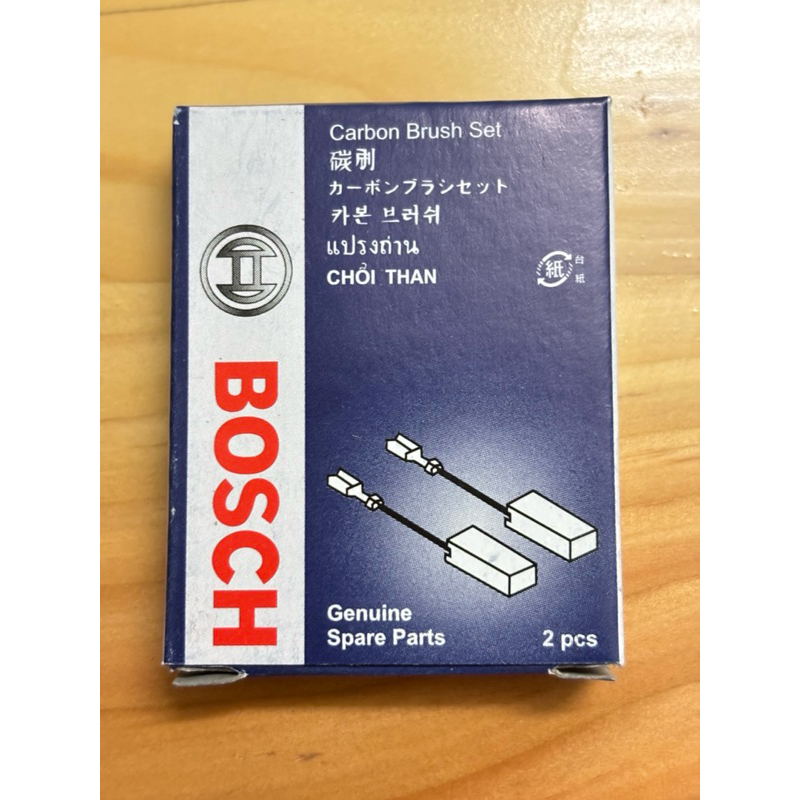 Carbon Brush Set
碳刷
カーボンブラシセット
카본 브러쉬
แปรงถ่าน
CHỔI THAN
紙
台紙
BOSCH
Genuine
Spare Parts
2 pcs